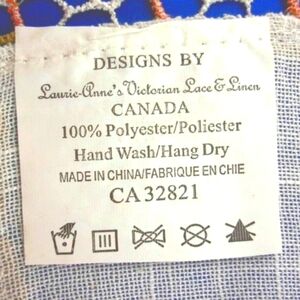 DESIGNS BY
Laurie-Anne's Victorian Lace & Linen
CANADA
100% Polyester/Poliester
Hand Wash/Hang Dry
MADE IN CHINA/FABRIQUE EN CHIE
CA 32821